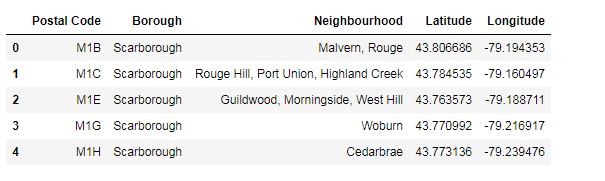 Postal Code Borough Neighbourhood Latitude Longitude
0 M1B Scarborough Malvern, Rouge 43.806686 -79.194353
1 M1C Scarborough Rouge Hill, Port Union, Highland Creek 43.784535 -79.160497
2 M1E Scarborough Guildwood, Morningside, West Hill 43.763573 -79.188711
3 M1G Scarborough Woburn 43.770992 -79.216917
4 M1H Scarborough Cedarbrae 43.773136 -79.239476